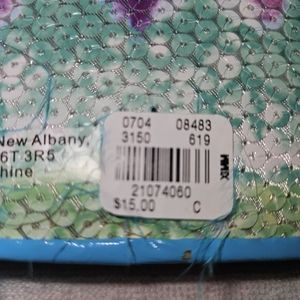 New Albany,
6T 3R5
hine
0704 08483
3150 619
21074060
$15.00 C